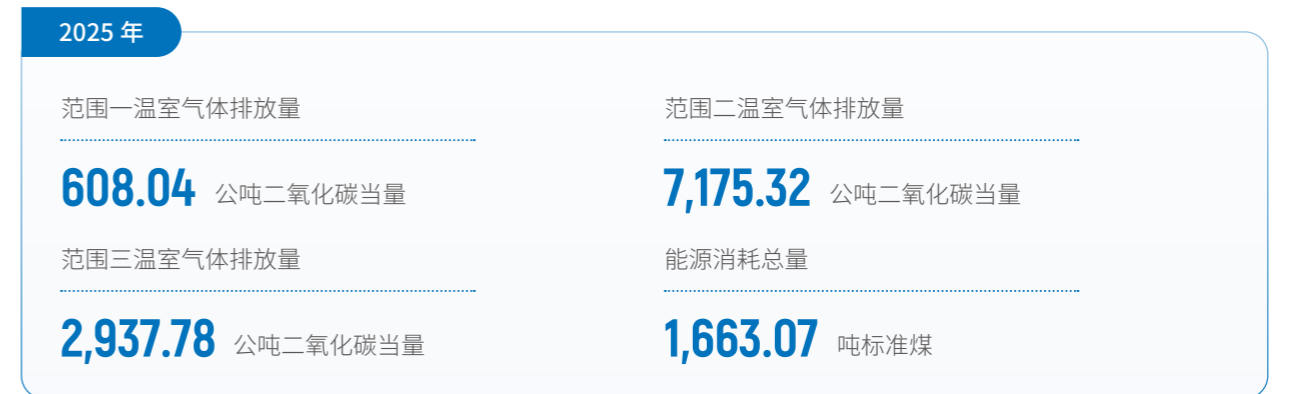 2025 年
范围一温室气体排放量
608.04 公吨二氧化碳当量
范围二温室气体排放量
7,175.32 公吨二氧化碳当量
范围三温室气体排放量
2,937.78 公吨二氧化碳当量
能源消耗总量
1,663.07 吨标准煤